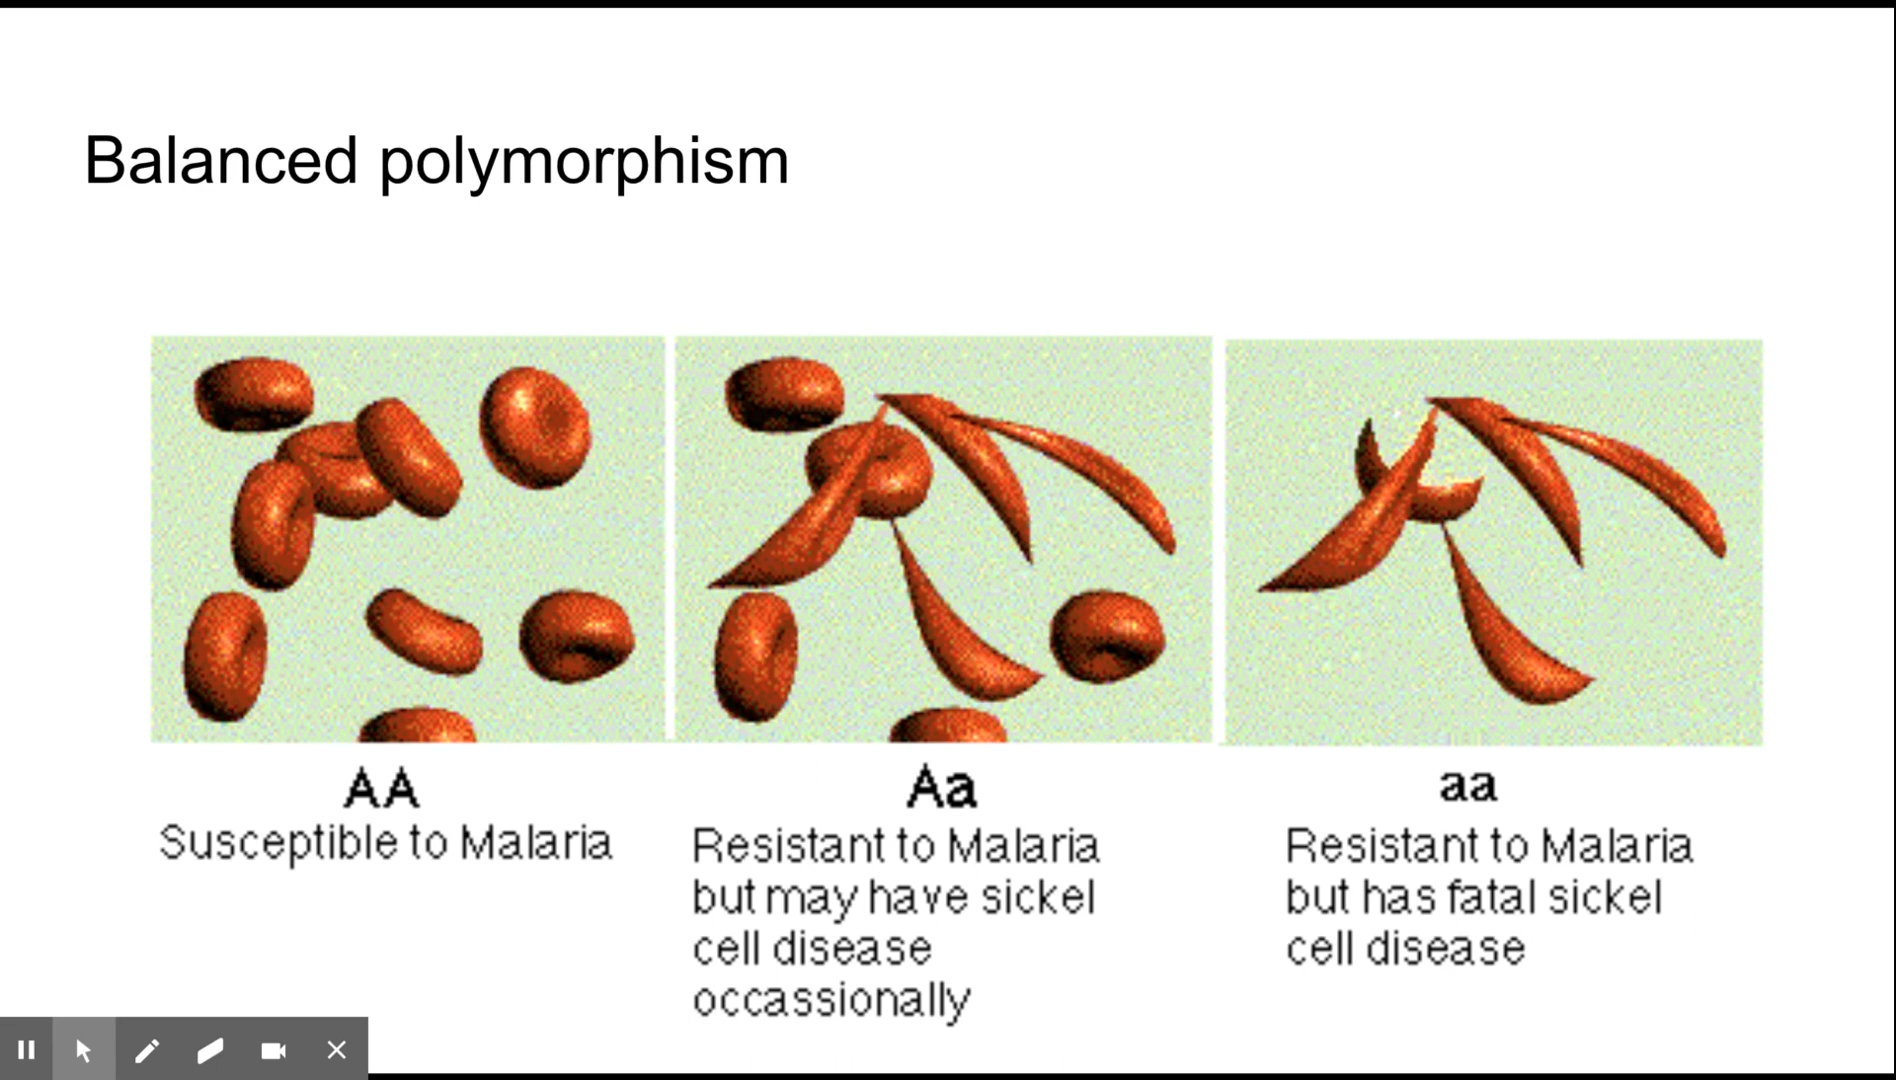 Balanced polymorphism
AA
Susceptible to Malaria
Aa
Resistant to Malaria
but may have sickel
cell disease
occassionally
aa
Resistant to Malaria
but has fatal sickel
cell disease